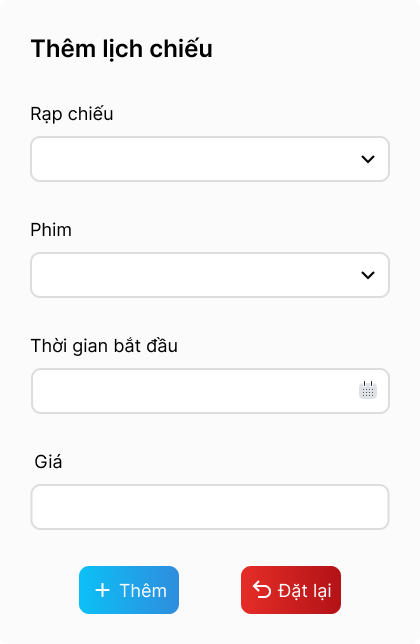 Thêm lịch chiếu
Rạp chiếu
Phim
Thời gian bắt đầu
Giá
Thêm
Đặt lại